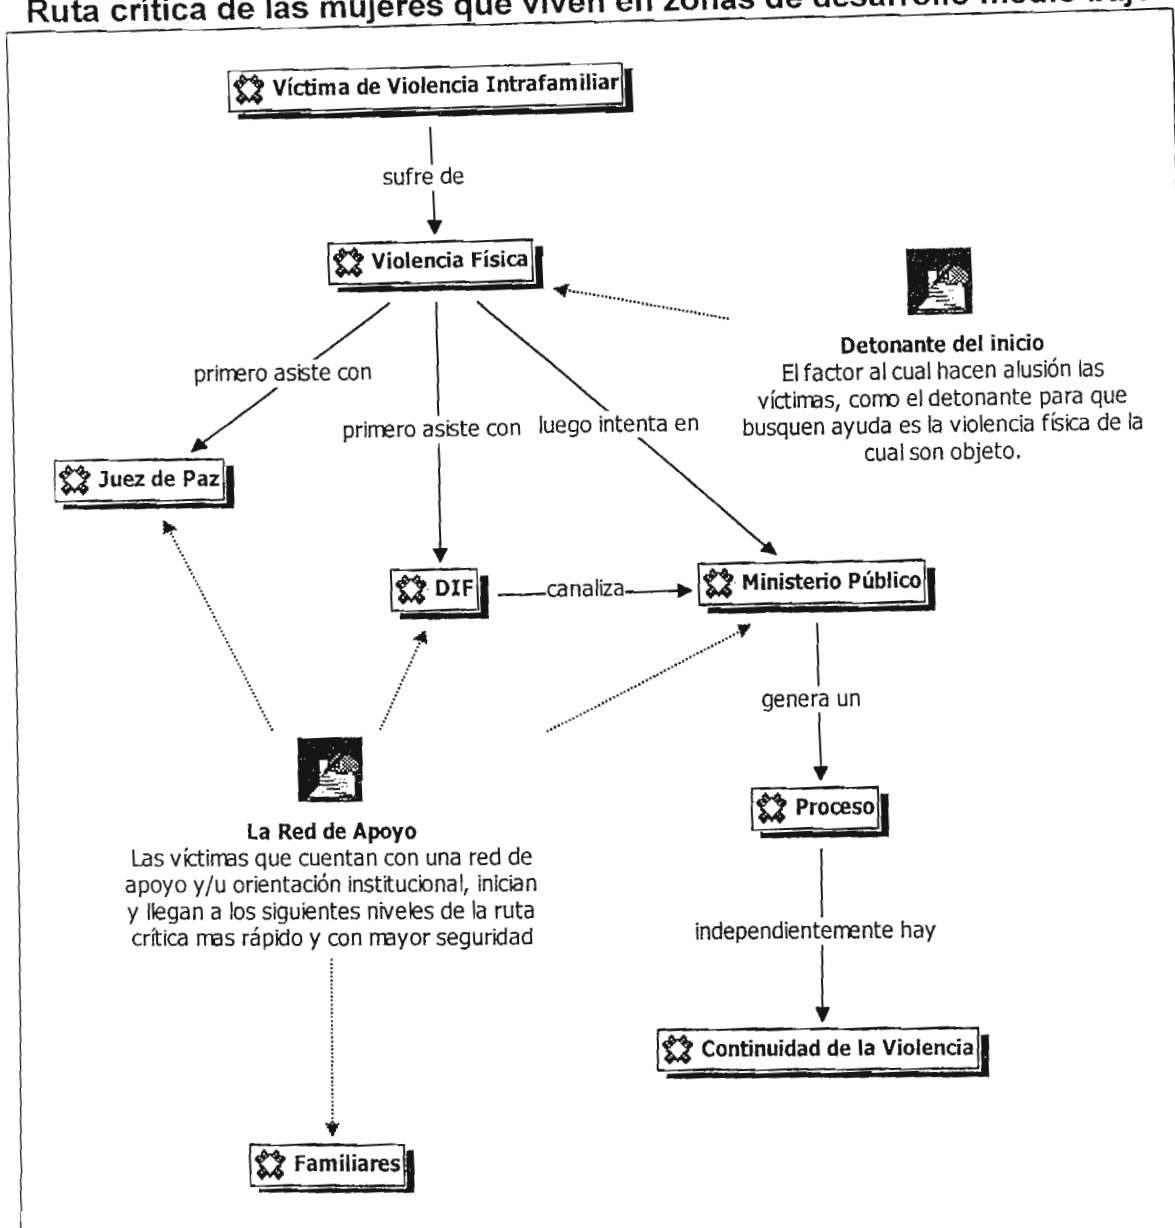 Ruta crítica de las mujeres que viven en zonas de desarrollo medio bajo
Víctima de Violencia Intrafamiliar
sufre de
Violencia Física
Detonante del inicio
El factor al cual hacen alusión las
víctimas, como el detonante para que
busquen ayuda es la violencia física de la
cual son objeto.
primero asiste con
primero asiste con
luego intenta en
Juez de Paz
DIF
canaliza
Ministerio Público
genera un
Proceso
La Red de Apoyo
Las víctimas que cuentan con una red de
apoyo y/u orientación institucional, inician
y llegan a los siguientes niveles de la ruta
crítica mas rápido y con mayor seguridad
independientemente hay
Continuidad de la Violencia
Familiares